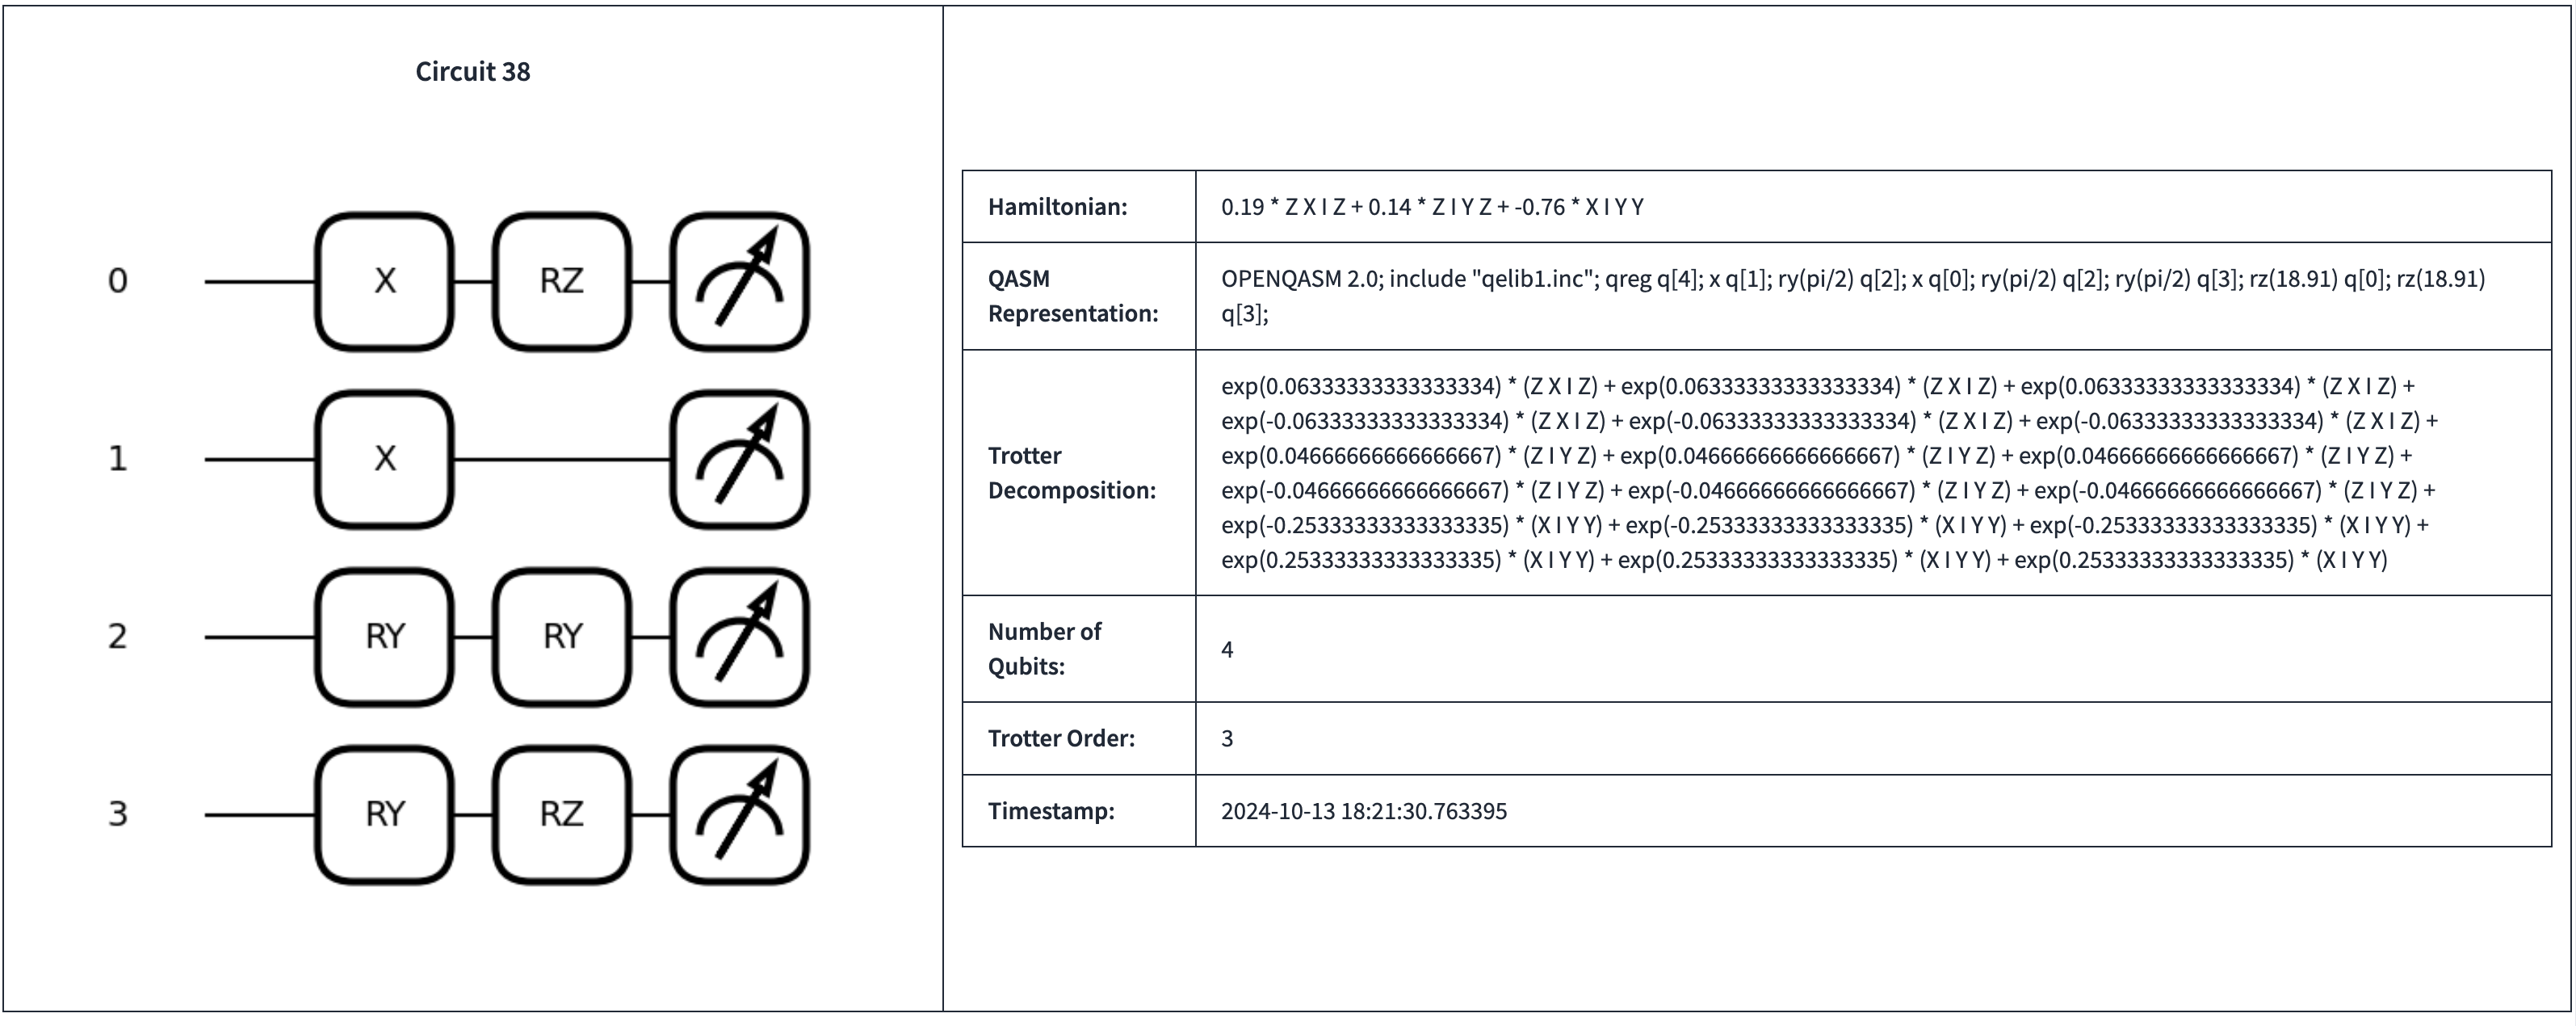 Circuit 38
0 X RZ
1 X
2 RY RY
3 RY RZ
Hamiltonian: 0.19 * Z X I Z + 0.14 * Z I Y Z + -0.76 * X I Y Y
QASM Representation:
OPENQASM 2.0; include "qelib1.inc"; qreg q[4]; x q[1]; ry(pi/2) q[2]; x q[0]; ry(pi/2) q[2]; ry(pi/2) q[3]; rz(18.91) q[0]; rz(18.91)
q[3];
Trotter
Decomposition:
exp(0.06333333333333334) * (Z X I Z) + exp(0.06333333333333334) * (Z X I Z) + exp(0.06333333333333334) * (Z X I Z) +
exp(-0.06333333333333334) * (Z X I Z) + exp(-0.06333333333333334) * (Z X I Z) + exp(-0.06333333333333334) * (Z X I Z) +
exp(0.04666666666666667) * (Z I Y Z) + exp(0.04666666666666667) * (Z I Y Z) + exp(0.04666666666666667) * (Z I Y Z) +
exp(-0.04666666666666667) * (Z I Y Z) + exp(-0.04666666666666667) * (Z I Y Z) + exp(-0.04666666666666667) * (Z I Y Z) +
exp(-0.25333333333333335) * (X I Y Y) + exp(-0.25333333333333335) * (X I Y Y) + exp(-0.25333333333333335) * (X I Y Y) +
exp(0.25333333333333335) * (X I Y Y) + exp(0.25333333333333335) * (X I Y Y) + exp(0.25333333333333335) * (X I Y Y)
Number of
Qubits:
4
Trotter Order: 3
Timestamp: 2024-10-13 18:21:30.763395